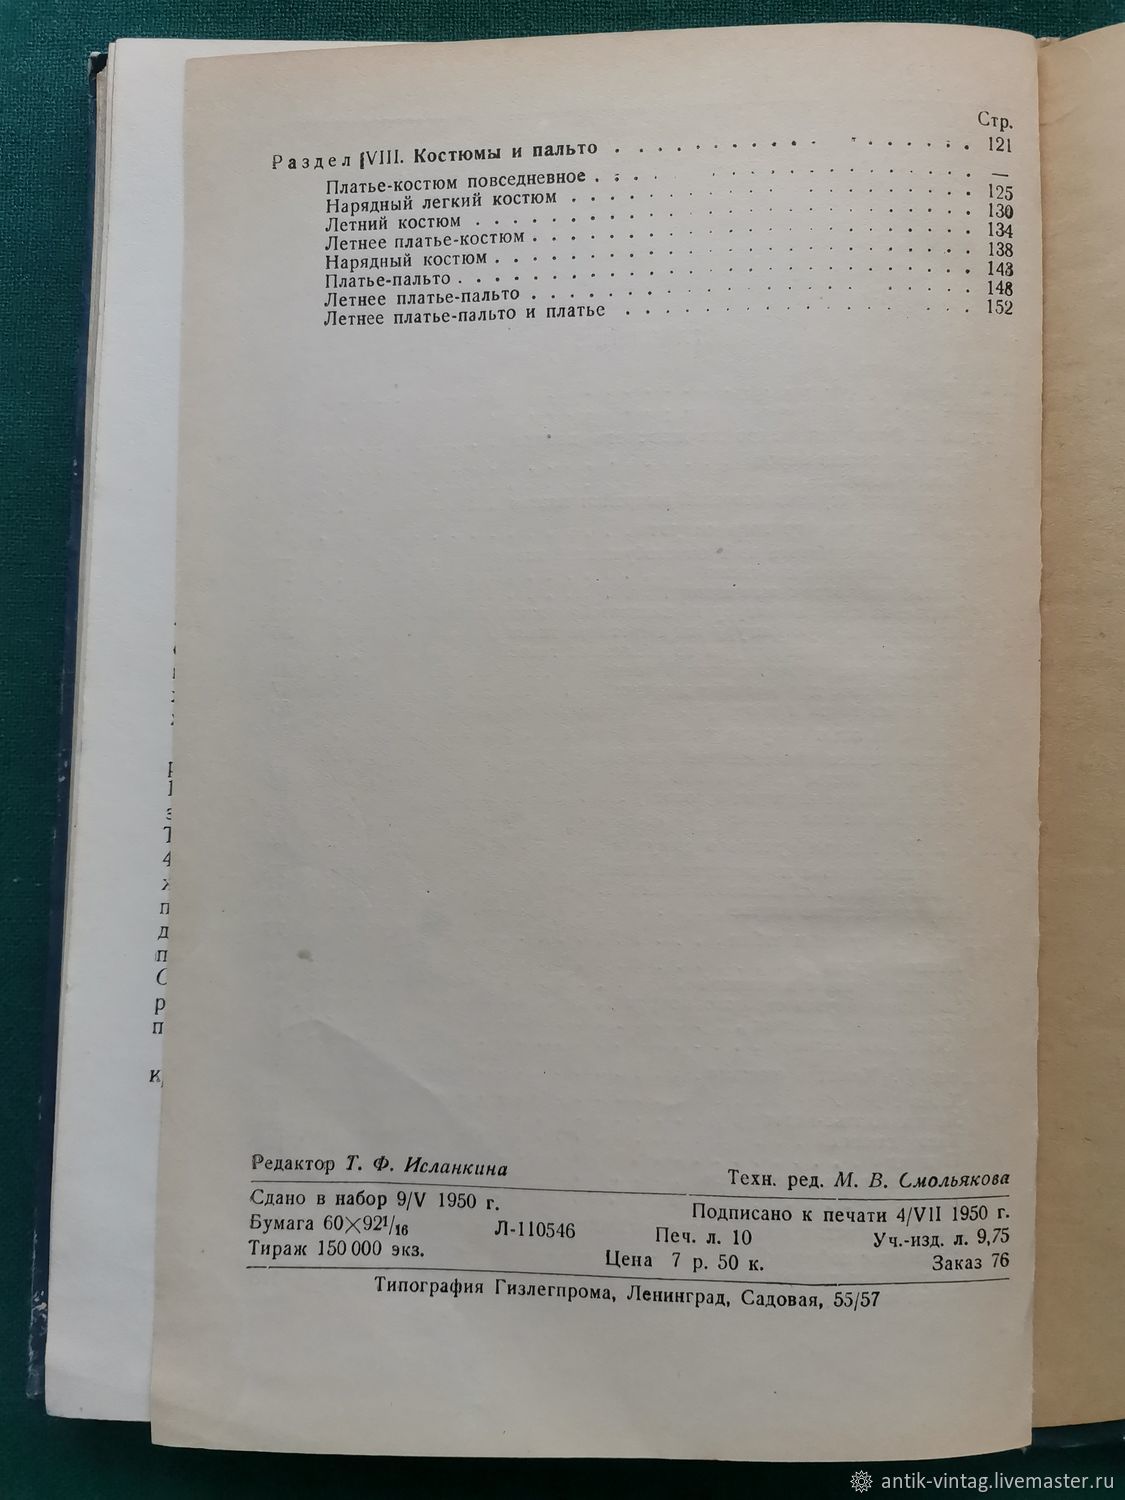 Стр.
Раздел VIII. Костюмы и пальто . . . . . . . . . . . . . . . . 121
Платье-костюм повседневное . . . . . . . . . . . . . . . . —
Нарядный легкий костюм . . . . . . . . . . . . . . . . 125
Летний костюм . . . . . . . . . . . . . . . . 130
Летнее платье-костюм . . . . . . . . . . . . . . . . 134
Нарядный костюм . . . . . . . . . . . . . . . . 138
Платье-пальто . . . . . . . . . . . . . . . . 143
Летнее платье-пальто . . . . . . . . . . . . . . . . 148
Летнее платье-пальто и платье . . . . . . . . . . . . . . . . 152
Редактор Т. Ф. Исланкина Техн. ред. М. В. Смольякова
Сдано в набор 9/V 1950 г. Подписано к печати 4/VII 1950 г.
Бумага 60×92 1/16 Л-110546 Печ. л. 10 Уч.-изд. л. 9,75
Тираж 150 000 экз. Цена 7 р. 50 к. Заказ 76
Типография Гизлегпрома, Ленинград, Садовая, 55/57
antik-vintag.livemaster.ru